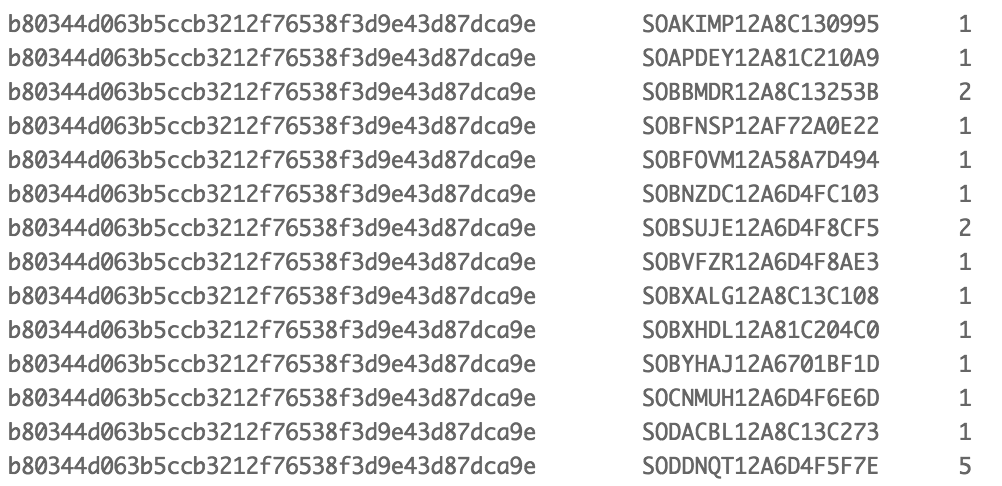 b80344d063b5ccb3212f76538f3d9e43d87dca9e SOAKIMP12A8C130995 1
b80344d063b5ccb3212f76538f3d9e43d87dca9e SOAPDEY12A81C210A9 1
b80344d063b5ccb3212f76538f3d9e43d87dca9e SOBBMDR12A8C13253B 2
b80344d063b5ccb3212f76538f3d9e43d87dca9e SOBFNSP12AF72A0E22 1
b80344d063b5ccb3212f76538f3d9e43d87dca9e SOBFOVM12A58A7D494 1
b80344d063b5ccb3212f76538f3d9e43d87dca9e SOBNZDC12A6D4FC103 1
b80344d063b5ccb3212f76538f3d9e43d87dca9e SOBSUJE12A6D4F8CF5 2
b80344d063b5ccb3212f76538f3d9e43d87dca9e SOBVFZR12A6D4F8AE3 1
b80344d063b5ccb3212f76538f3d9e43d87dca9e SOBXALG12A8C13C108 1
b80344d063b5ccb3212f76538f3d9e43d87dca9e SOBXHDL12A81C204C0 1
b80344d063b5ccb3212f76538f3d9e43d87dca9e SOBYHAJ12A6701BF1D 1
b80344d063b5ccb3212f76538f3d9e43d87dca9e SOCNMUH12A6D4F6E6D 1
b80344d063b5ccb3212f76538f3d9e43d87dca9e SODACBL12A8C13C273 1
b80344d063b5ccb3212f76538f3d9e43d87dca9e SODDNQT12A6D4F5F7E 5